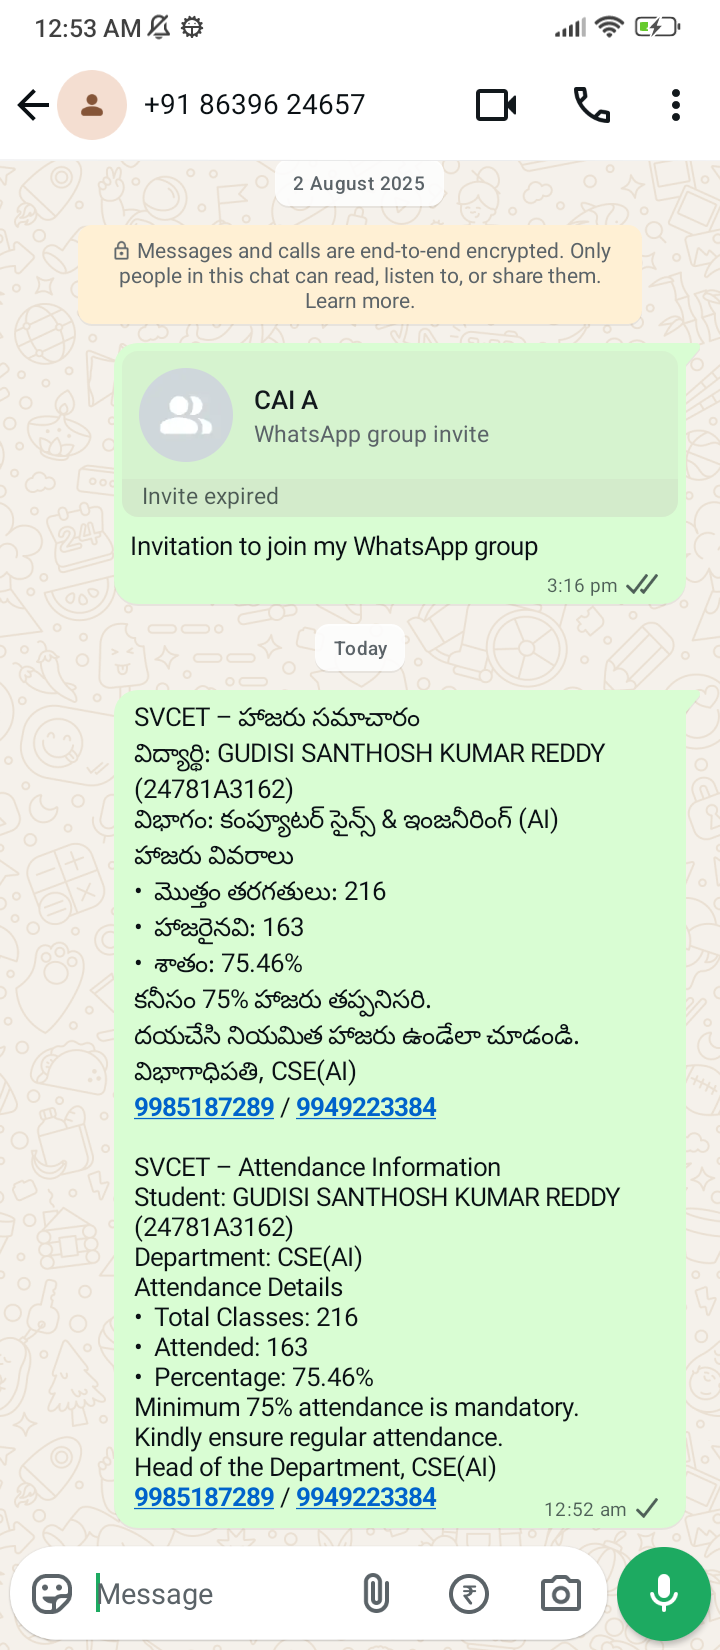 12:53 AM
+91 86396 24657
2 August 2025
Messages and calls are end-to-end encrypted. Only
people in this chat can read, listen to, or share them.
Learn more.
CAI A
WhatsApp group invite
Invite expired
Invitation to join my WhatsApp group
3:16 pm
Today
SVCET – హాజరు సమాచారం
విద్యార్థి: GUDISI SANTHOSH KUMAR REDDY
(24781A3162)
విభాగం: కంప్యూటర్ సైన్స్ & ఇంజనీరింగ్ (AI)
హాజరు వివరాలు
• మొత్తం తరగతులు: 216
• హాజరైనవి: 163
• శాతం: 75.46%
కనీసం 75% హాజరు తప్పనిసరి.
దయచేసి నియమిత హాజరు ఉండేలా చూడండి.
విభాగాధిపతి, CSE(AI)
9985187289 / 9949223384
SVCET – Attendance Information
Student: GUDISI SANTHOSH KUMAR REDDY
(24781A3162)
Department: CSE(AI)
Attendance Details
• Total Classes: 216
• Attended: 163
• Percentage: 75.46%
Minimum 75% attendance is mandatory.
Kindly ensure regular attendance.
Head of the Department, CSE(AI)
9985187289 / 9949223384
12:52 am
Message